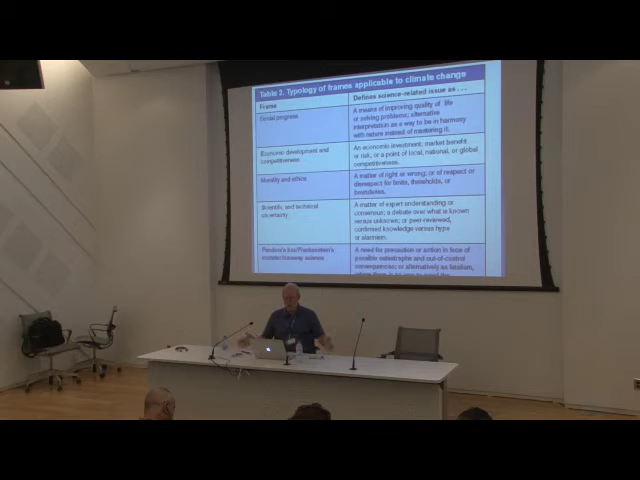 Table 2. Typology of frames applicable to climate change
Frame
Defines science-related issue as . . .
Social progress
A means of improving quality of life
or solving problems; alternative
interpretation as a way to be in harmony
with nature instead of mastering it.
Economic development and
competitiveness
An economic investment; market benefit
or risk; or a point of local, national, or global
competitiveness.
Morality and ethics
A matter of right or wrong; or of respect or
disrespect for limits, thresholds, or
boundaries.
Scientific and technical
uncertainty
A matter of expert understanding or
consensus; a debate over what is known
versus unknown; or peer-reviewed,
confirmed knowledge versus hype
or alarmism.
Pandora's box/Frankenstein's
monster/runaway science
A need for precaution or action in face of
possible catastrophe and out-of-control
consequences; or alternatively as fatalism,